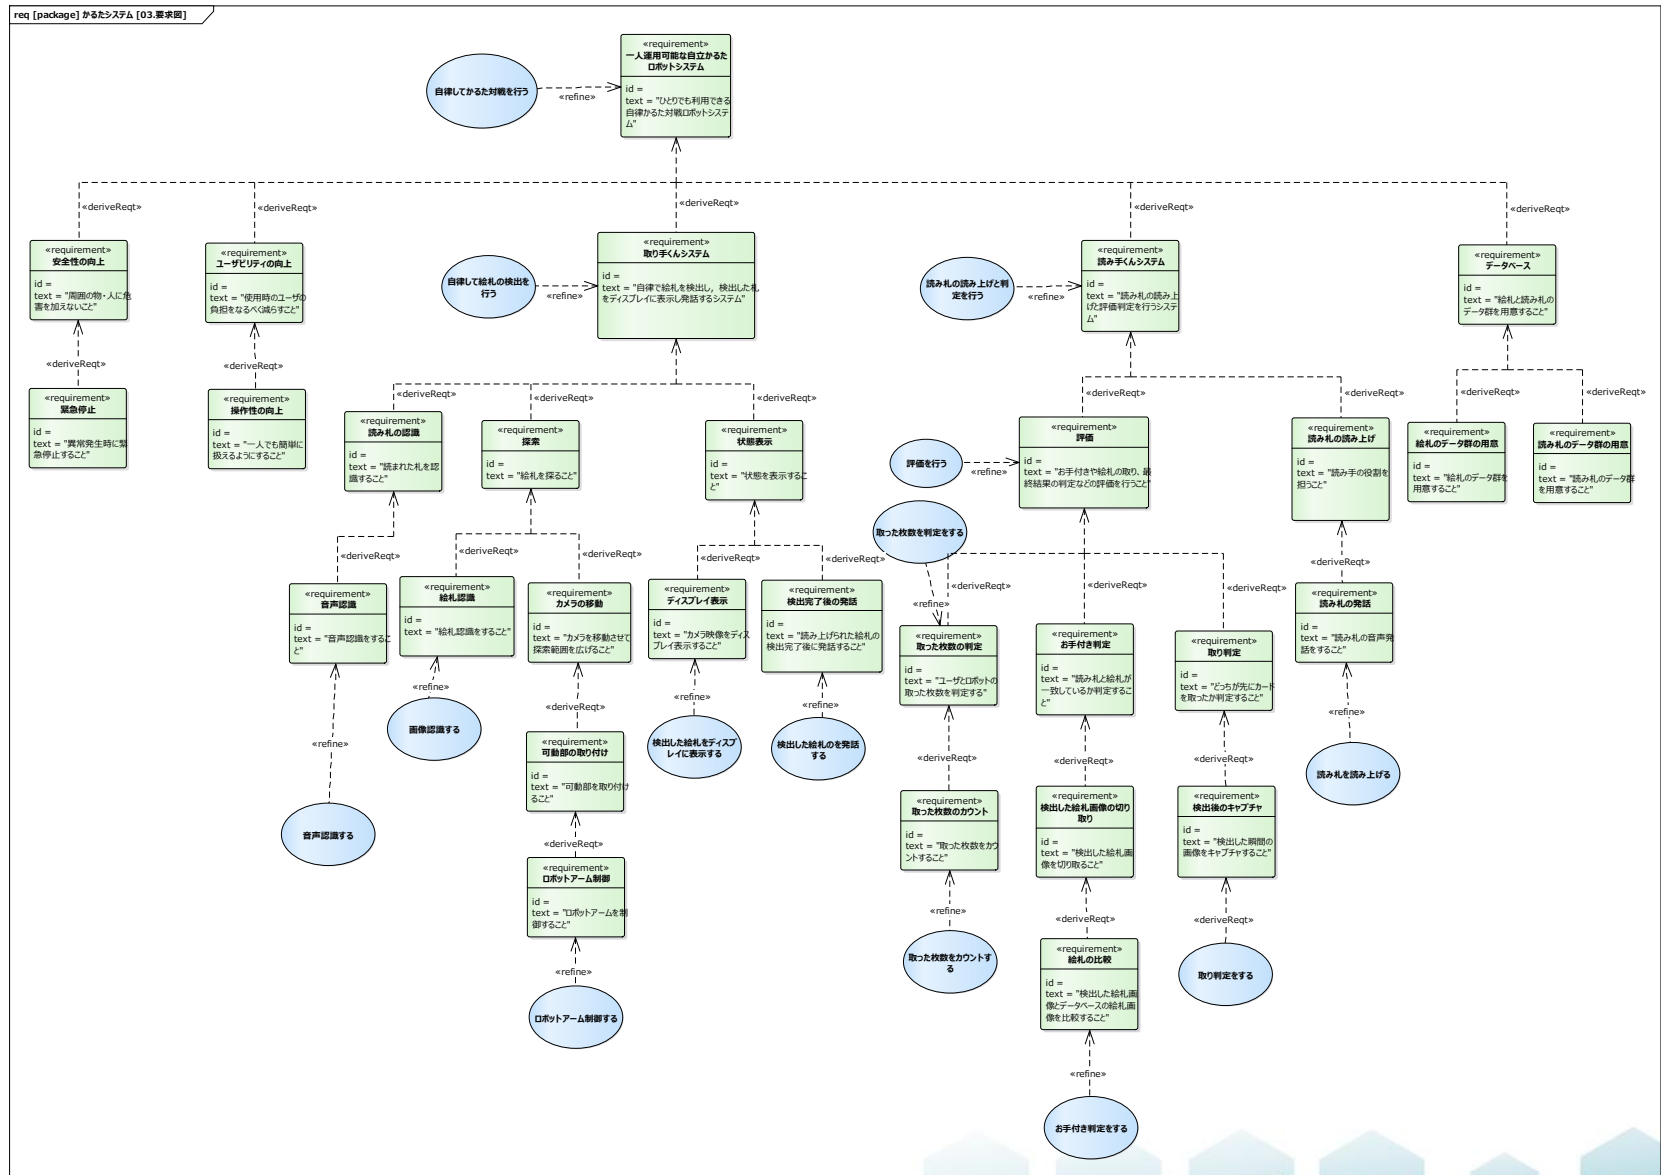 req [package] かるたシステム [03.要求図]
«requirement»
一人運用可能な自立かるた
ロボットシステム
id =
text = "ひとりでも利用できる
自律かるた対戦ロボットシステ
ム"
自律してかるた対戦を行う
«refine»
«deriveReqt»
«deriveReqt»
«deriveReqt»
«deriveReqt»
«deriveReqt»
«requirement»
安全性の向上
id =
text = "周囲の物・人に危
害を加えないこと"
«requirement»
ユーザビリティの向上
id =
text = "使用時のユーザの
負担をなるべく減らすこと"
自律して絵札の検出を
行う
«refine»
«requirement»
取り手くんシステム
id =
text = "自律で絵札を検出し，検出した札
をディスプレイに表示し発話するシステム"
読み札の読み上げと判
定を行う
«refine»
«requirement»
読み手くんシステム
id =
text = "読み札の読み上
げと評価判定を行うシステ
ム"
«requirement»
データベース
id =
text = "絵札と読み札の
データ群を用意すること"
«deriveReqt»
«deriveReqt»
«requirement»
緊急停止
id =
text = "異常発生時に緊
急停止すること"
«requirement»
操作性の向上
id =
text = "一人でも簡単に
扱えるようにすること"
«deriveReqt»
«deriveReqt»
«deriveReqt»
«deriveReqt»
«deriveReqt»
«deriveReqt»
«deriveReqt»
«requirement»
読み札の認識
id =
text = "読まれた札を認
識すること"
«requirement»
探索
id =
text = "絵札を探ること"
«requirement»
状態表示
id =
text = "状態を表示するこ
と"
評価を行う
«refine»
«requirement»
評価
id =
text = "お手付きや絵札の取り、最
終結果の判定などの評価を行うこと"
«requirement»
読み札の読み上げ
id =
text = "読み手の役割を
担うこと"
«requirement»
絵札のデータ群の用意
id =
text = "絵札のデータ群を
用意すること"
«requirement»
読み札のデータ群の用意
id =
text = "読み札のデータ群
を用意すること"
取った枚数を判定をする
«refine»
«deriveReqt»
«deriveReqt»
«deriveReqt»
«deriveReqt»
«deriveReqt»
«deriveReqt»
«deriveReqt»
«deriveReqt»
«deriveReqt»
«requirement»
音声認識
id =
text = "音声認識をするこ
と"
«requirement»
絵札認識
id =
text = "絵札認識をすること"
«requirement»
カメラの移動
id =
text = "カメラを移動させて
探索範囲を広げること"
«requirement»
ディスプレイ表示
id =
text = "カメラ映像をディス
プレイ表示すること"
«requirement»
検出完了後の発話
id =
text = "読み上げられた絵札の
検出完了後に発話すること"
«requirement»
取った枚数の判定
id =
text = "ユーザとロボットの
取った枚数を判定する"
«requirement»
お手付き判定
id =
text = "読み札と絵札が
一致しているか判定するこ
と"
«requirement»
取り判定
id =
text = "どっちが先にカード
を取ったか判定すること"
«requirement»
読み札の発話
id =
text = "読み札の音声発
話をすること"
«refine»
«refine»
«deriveReqt»
«refine»
«refine»
«deriveReqt»
«deriveReqt»
«deriveReqt»
«refine»
画像認識する
検出した絵札をディスプ
レイに表示する
検出した絵札のを発話
する
読み札を読み上げる
音声認識する
«requirement»
可動部の取り付け
id =
text = "可動部を取り付け
ること"
«requirement»
取った枚数のカウント
id =
text = "取った枚数をカウ
ントすること"
«requirement»
検出した絵札画像の切り
取り
id =
text = "検出した絵札画
像を切り取ること"
«requirement»
検出後のキャプチャ
id =
text = "検出した瞬間の
画像をキャプチャすること"
«deriveReqt»
«requirement»
ロボットアーム制御
id =
text = "ロボットアームを制
御すること"
«refine»
«deriveReqt»
«deriveReqt»
取った枚数をカウントす
る
«requirement»
絵札の比較
id =
text = "検出した絵札画
像とデータベースの絵札画
像を比較すること"
取り判定をする
«refine»
ロボットアーム制御する
«refine»
お手付き判定をする